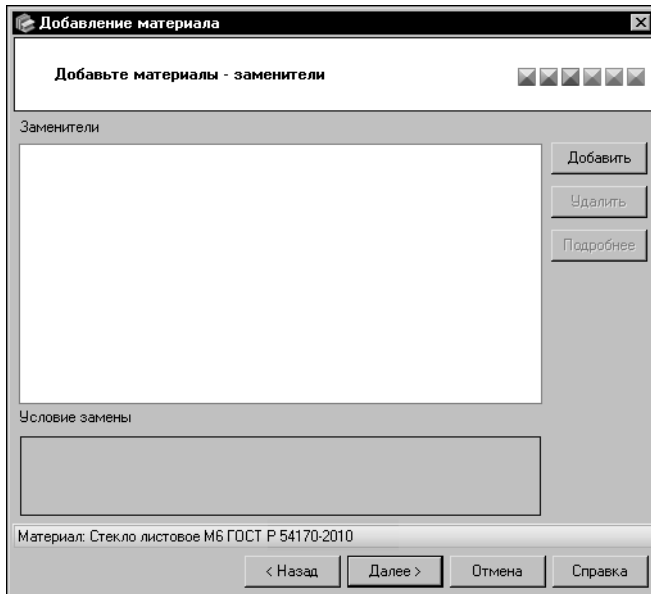 Добавление материала
Добавьте материалы - заменители
Заменители
Добавить
Удалить
Подробнее
Условие замены
Материал: Стекло листовое М6 ГОСТ Р 54170-2010
< Назад Далее > Отмена Справка